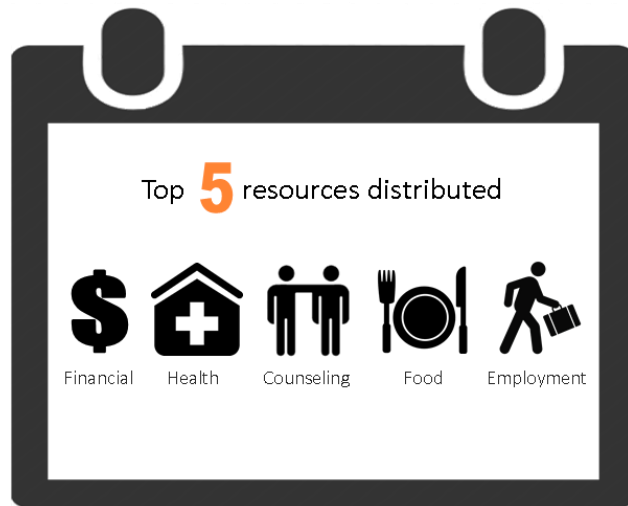 Top 5 resources distributed
Financial Health Counseling Food Employment